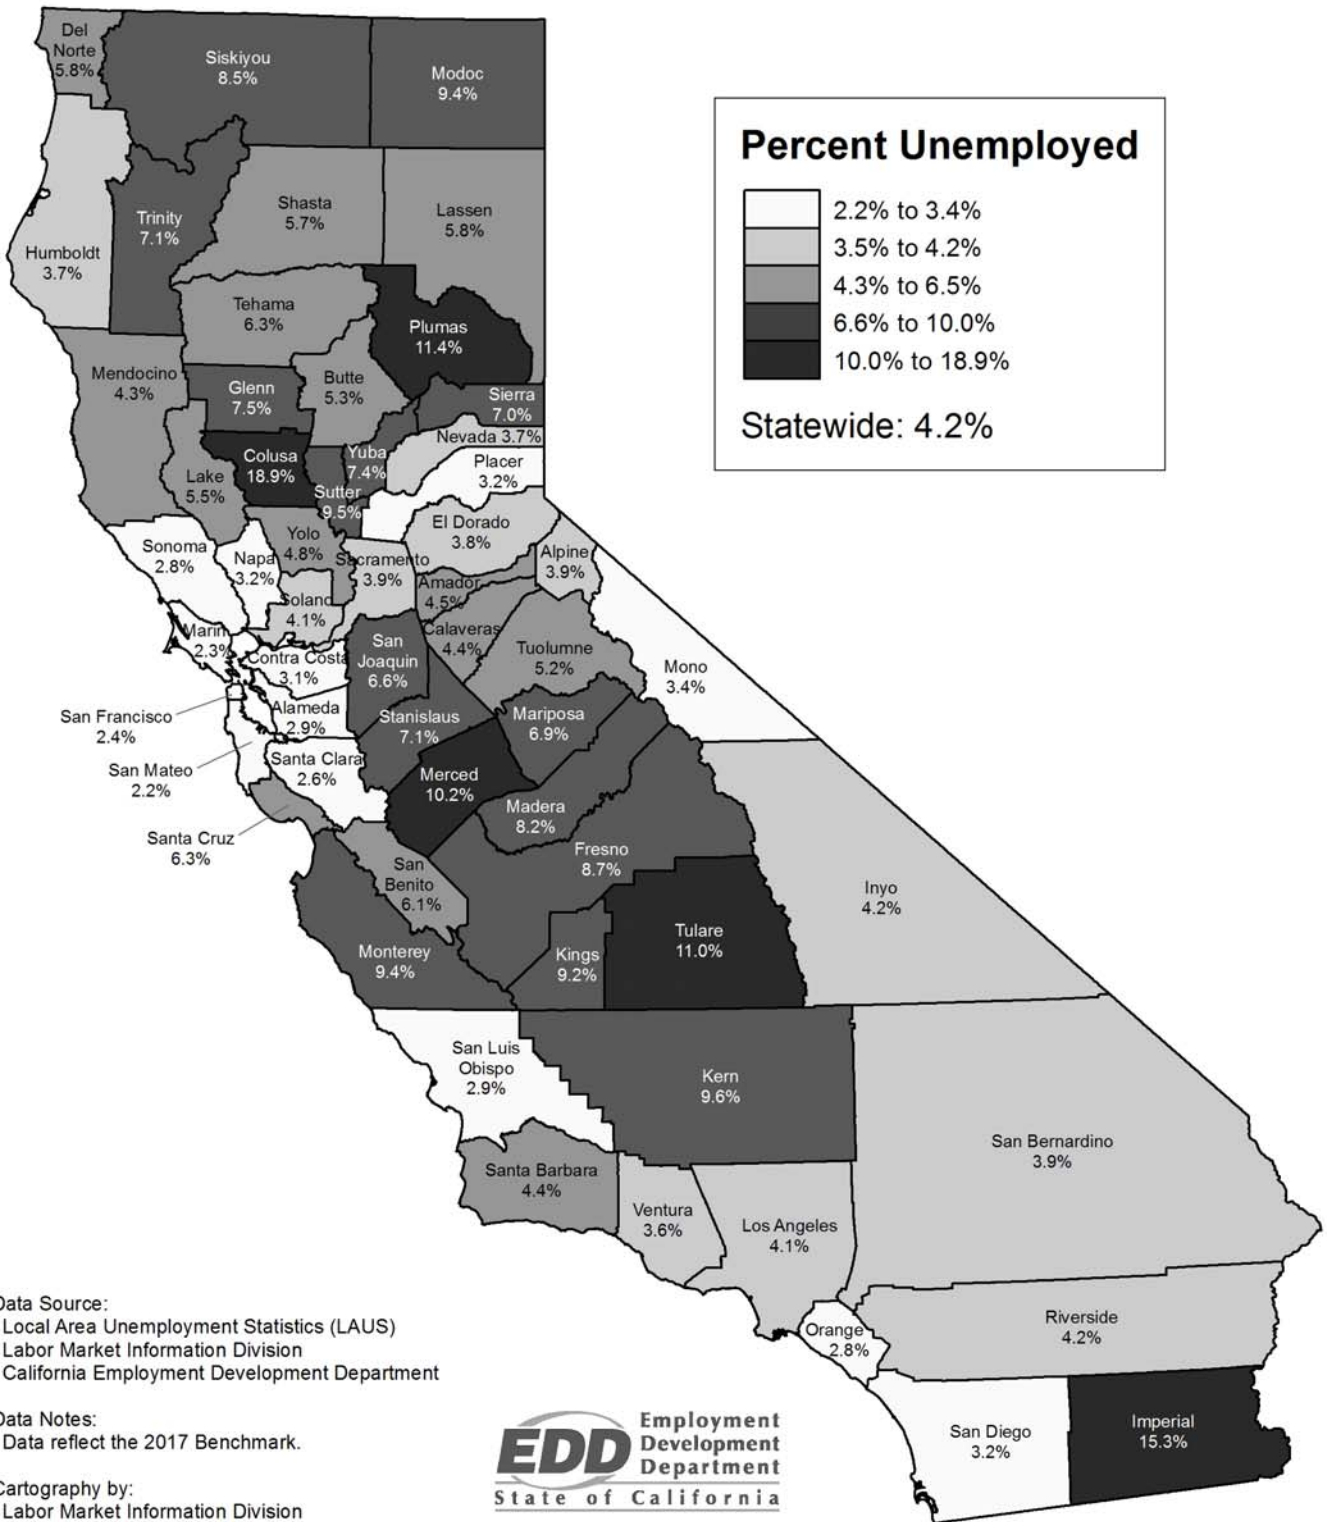 Del
Norte
5.8%
Siskiyou
8.5%
Modoc
9.4%
Percent Unemployed
2.2% to 3.4%
3.5% to 4.2%
4.3% to 6.5%
6.6% to 10.0%
10.0% to 18.9%
Statewide: 4.2%
Humboldt
3.7%
Trinity
7.1%
Shasta
5.7%
Lassen
5.8%
Tehama
6.3%
Plumas
11.4%
Mendocino
4.3%
Glenn
7.5%
Butte
5.3%
Sierra
7.0%
Nevada 3.7%
Placer
3.2%
Lake
5.5%
Colusa
18.9%
Sutter
9.5%
Yuba
7.4%
El Dorado
3.8%
Alpine
3.9%
Sonoma
2.8%
Napa
3.2%
Yolo
4.8%
Sacramento
3.9%
Solano
4.1%
Amador
4.5%
Calaveras
4.4%
Tuolumne
5.2%
Mono
3.4%
Marin
2.3%
Contra Costa
3.1%
San
Joaquin
6.6%
San Francisco
2.4%
Alameda
2.9%
Stanislaus
7.1%
Mariposa
6.9%
San Mateo
2.2%
Santa Clara
2.6%
Merced
10.2%
Madera
8.2%
Santa Cruz
6.3%
San
Benito
6.1%
Fresno
8.7%
Inyo
4.2%
Monterey
9.4%
Kings
9.2%
Tulare
11.0%
San Luis
Obispo
2.9%
Kern
9.6%
San Bernardino
3.9%
Santa Barbara
4.4%
Ventura
3.6%
Los Angeles
4.1%
Orange
2.8%
Riverside
4.2%
San Diego
3.2%
Imperial
15.3%
Data Source:
Local Area Unemployment Statistics (LAUS)
Labor Market Information Division
California Employment Development Department
Data Notes:
Data reflect the 2017 Benchmark.
Cartography by:
Labor Market Information Division
EDD
Employment
Development
Department
State of California